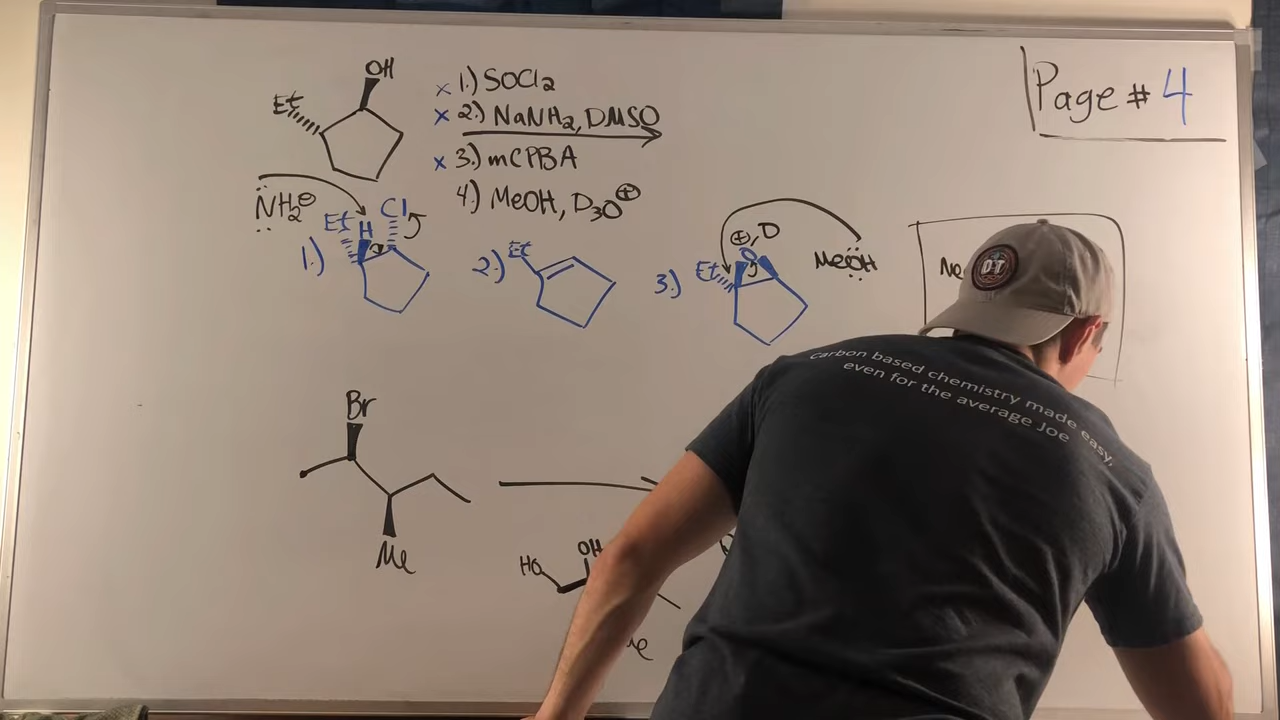 Page # 4
OH
Et
x 1.) SOCl2
x 2.) NaNH2, DMSO
x 3.) mCPBA
4.) MeOH, D3O⊕
NH2⊖
1.) Et H Cl
2.) Et
3.) Et O ⊕, D
MeOH
Me
DT
Carbon based chemistry made easy,
even for the average Joe
Br
Me
HO OH